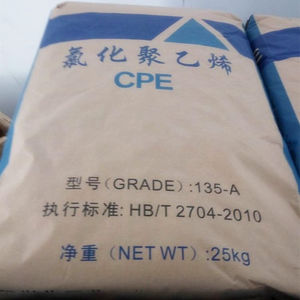 氯化聚乙烯
CPE
型号(GRADE):135-A
执行标准: HB/T 2704-2010
净重 (NET WT): 25kg